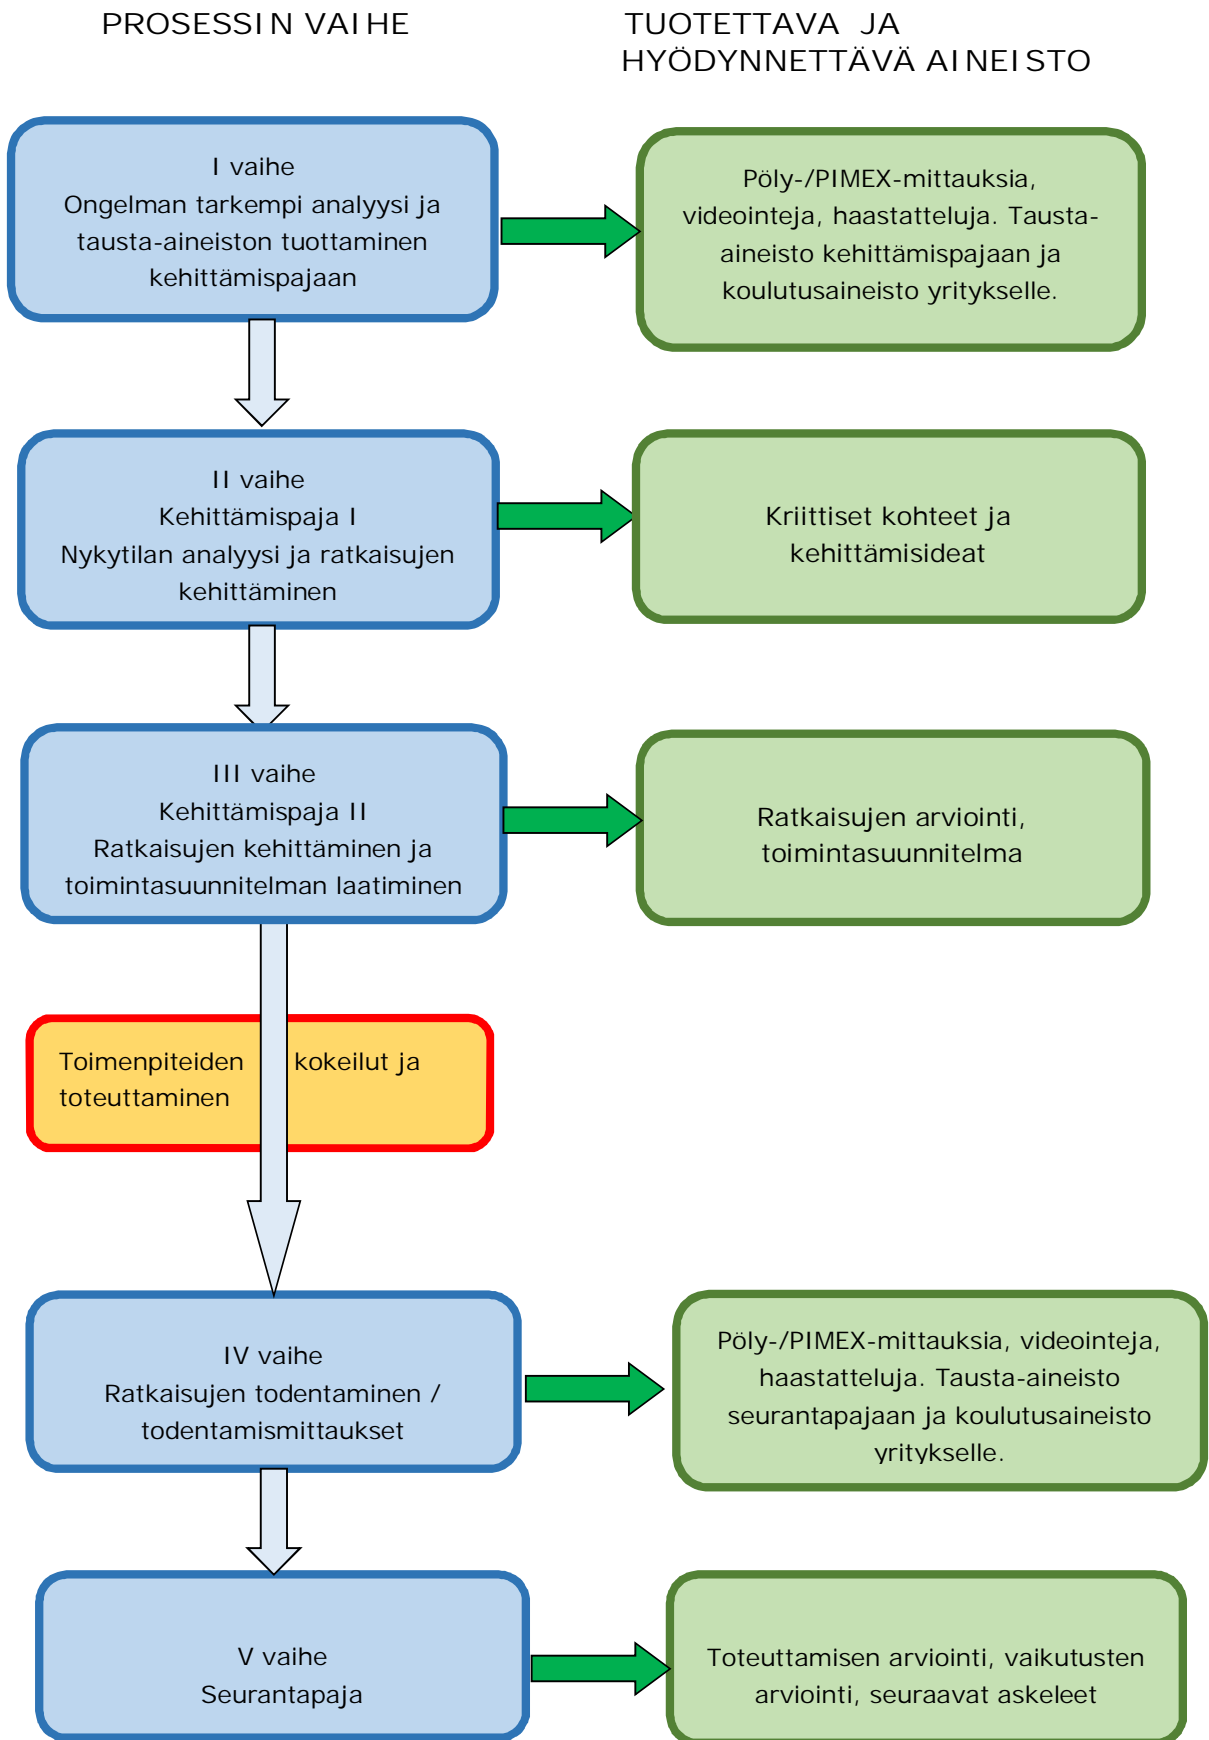 PROSESSIN VAIHE
TUOTETTAVA JA
HYÖDYNNETTÄVÄ AINEISTO
I vaihe
Ongelman tarkempi analyysi ja
tausta-aineiston tuottaminen
kehittämispajaan
Pöly-/PIMEX-mittauksia,
videointeja, haastatteluja. Tausta-
aineisto kehittämispajaan ja
koulutusaineisto yritykselle.
II vaihe
Kehittämispaja I
Nykytilan analyysi ja ratkaisujen
kehittäminen
Kriittiset kohteet ja
kehittämisideat
III vaihe
Kehittämispaja II
Ratkaisujen kehittäminen ja
toimintasuunnitelman laatiminen
Ratkaisujen arviointi,
toimintasuunnitelma
Toimenpiteiden kokeilut ja
toteuttaminen
IV vaihe
Ratkaisujen todentaminen /
todentamismittaukset
Pöly-/PIMEX-mittauksia, videointeja,
haastatteluja. Tausta-aineisto
seurantapajaan ja koulutusaineisto
yritykselle.
V vaihe
Seurantapaja
Toteuttamisen arviointi, vaikutusten
arviointi, seuraavat askeleet